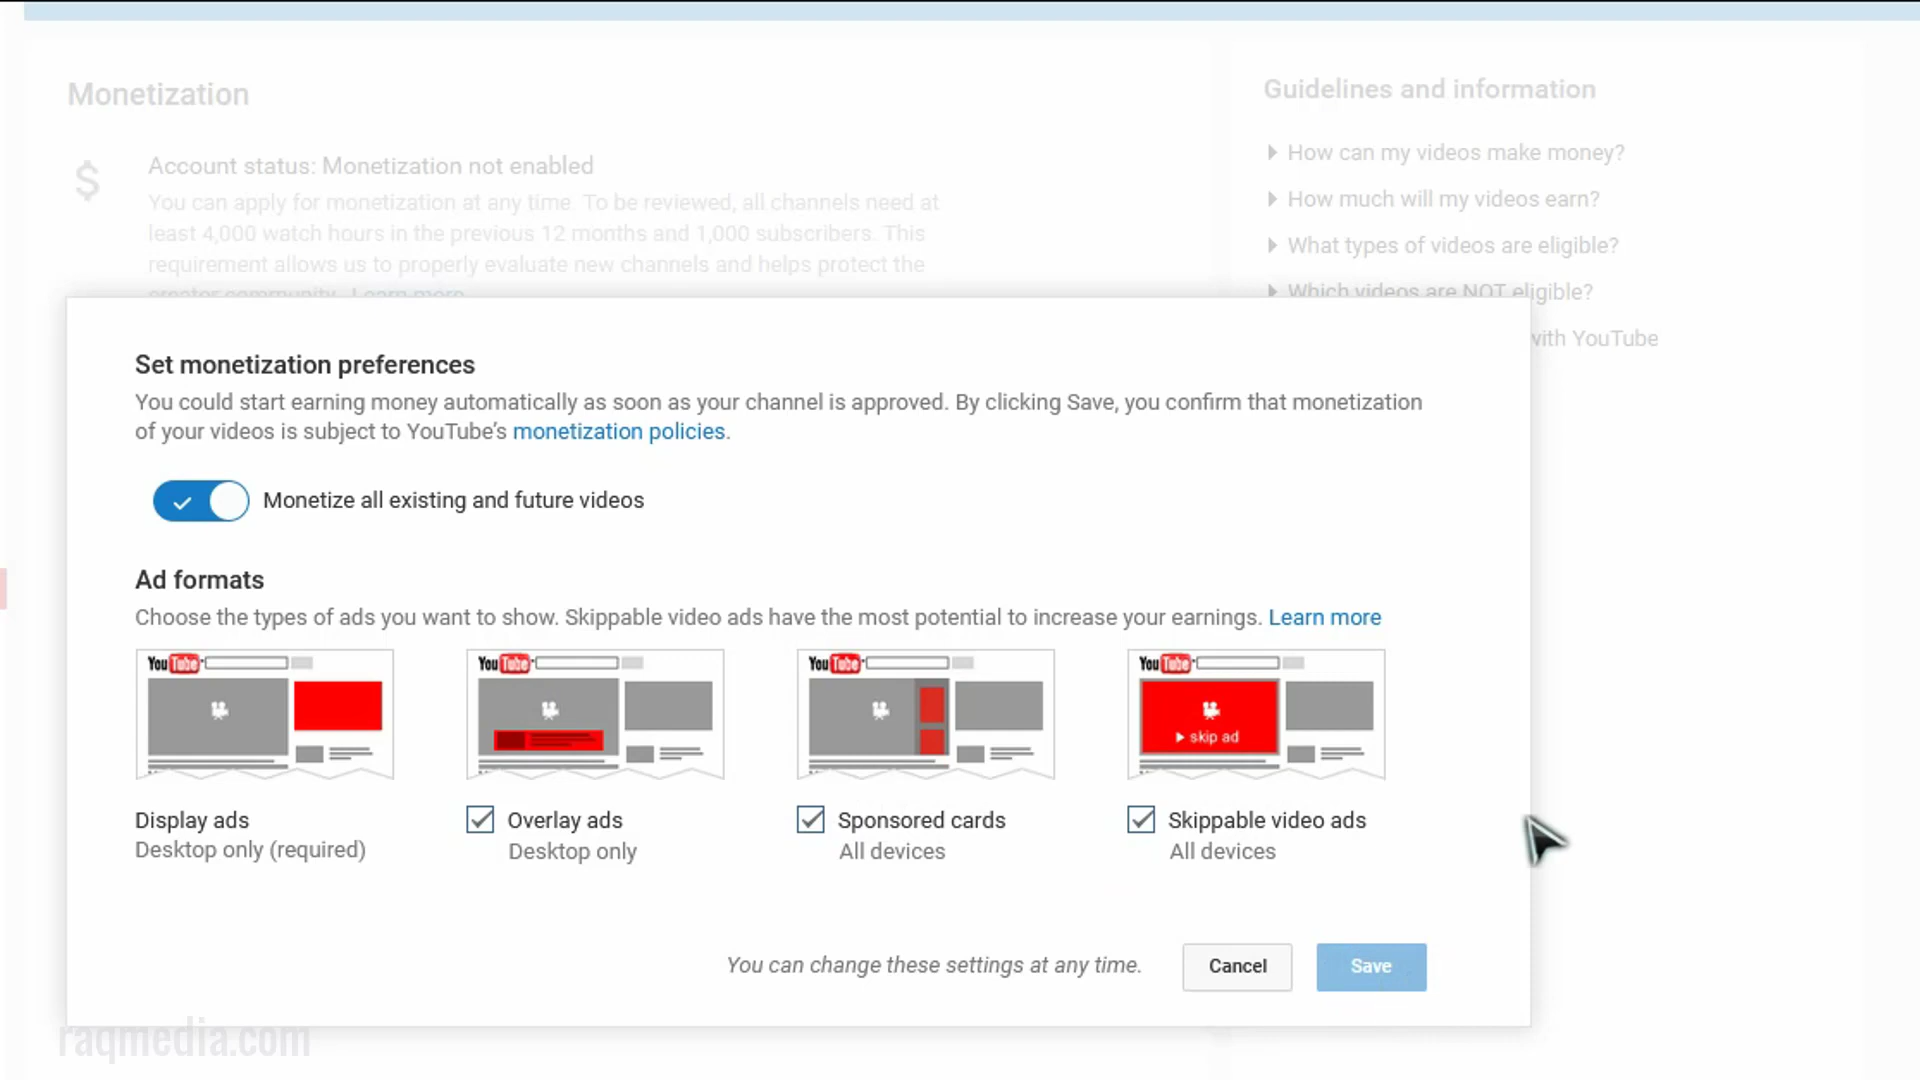 Monetization
Account status: Monetization not enabled
You can apply for monetization at any time. To be reviewed, all channels need at
least 4,000 watch hours in the previous 12 months and 1,000 subscribers. This
requirement allows us to properly evaluate new channels and helps protect the
creator community. Learn more
Guidelines and information
How can my videos make money?
How much will my videos earn?
What types of videos are eligible?
Which videos are NOT eligible?
with YouTube
Set monetization preferences
You could start earning money automatically as soon as your channel is approved. By clicking Save, you confirm that monetization
of your videos is subject to YouTube’s monetization policies.
Monetize all existing and future videos
Ad formats
Choose the types of ads you want to show. Skippable video ads have the most potential to increase your earnings. Learn more
YouTube YouTube YouTube YouTube
skip ad
Display ads
Desktop only (required)
Overlay ads
Desktop only
Sponsored cards
All devices
Skippable video ads
All devices
You can change these settings at any time. Cancel Save
raqmedia.com